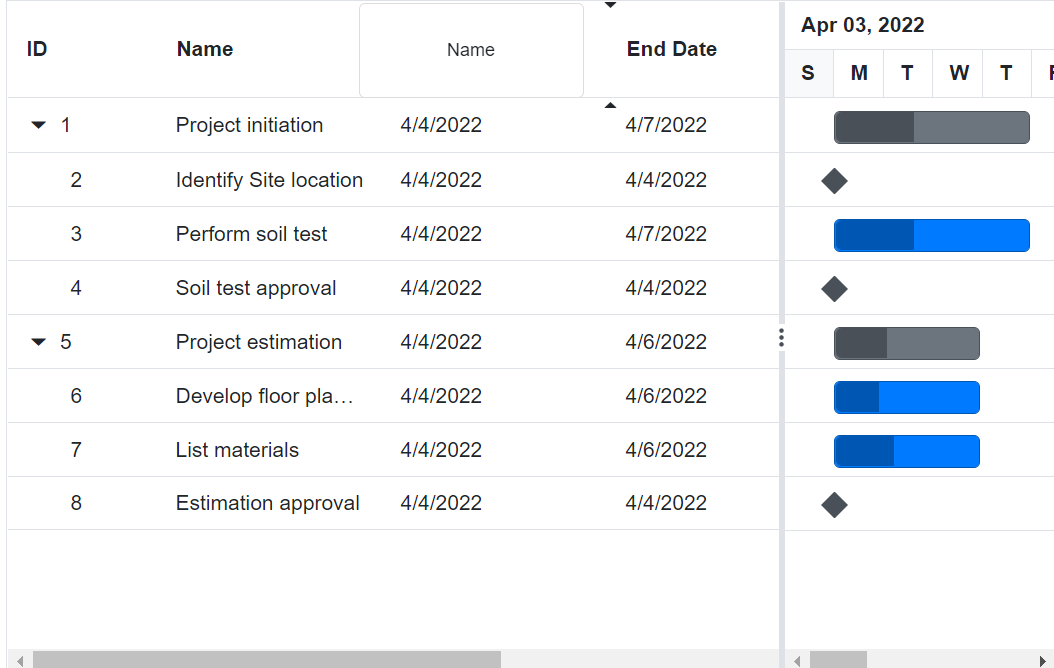 ID Name Name End Date Apr 03, 2022
S M T W T
1 Project initiation 4/4/2022 4/7/2022
2 Identify Site location 4/4/2022 4/4/2022
3 Perform soil test 4/4/2022 4/7/2022
4 Soil test approval 4/4/2022 4/4/2022
5 Project estimation 4/4/2022 4/6/2022
6 Develop floor pla… 4/4/2022 4/6/2022
7 List materials 4/4/2022 4/6/2022
8 Estimation approval 4/4/2022 4/4/2022